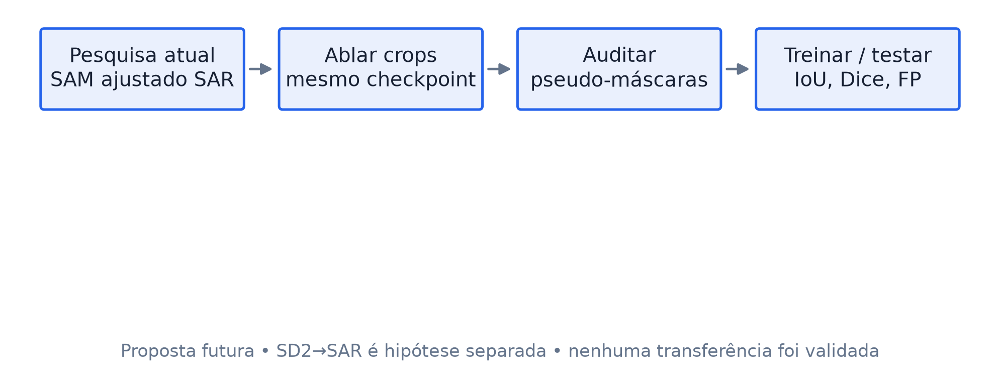 Pesquisa atual
SAM ajustado SAR
Ablar crops
mesmo checkpoint
Auditar
pseudo-máscaras
Treinar / testar
IoU, Dice, FP
Proposta futura • SD2→SAR é hipótese separada • nenhuma transferência foi validada